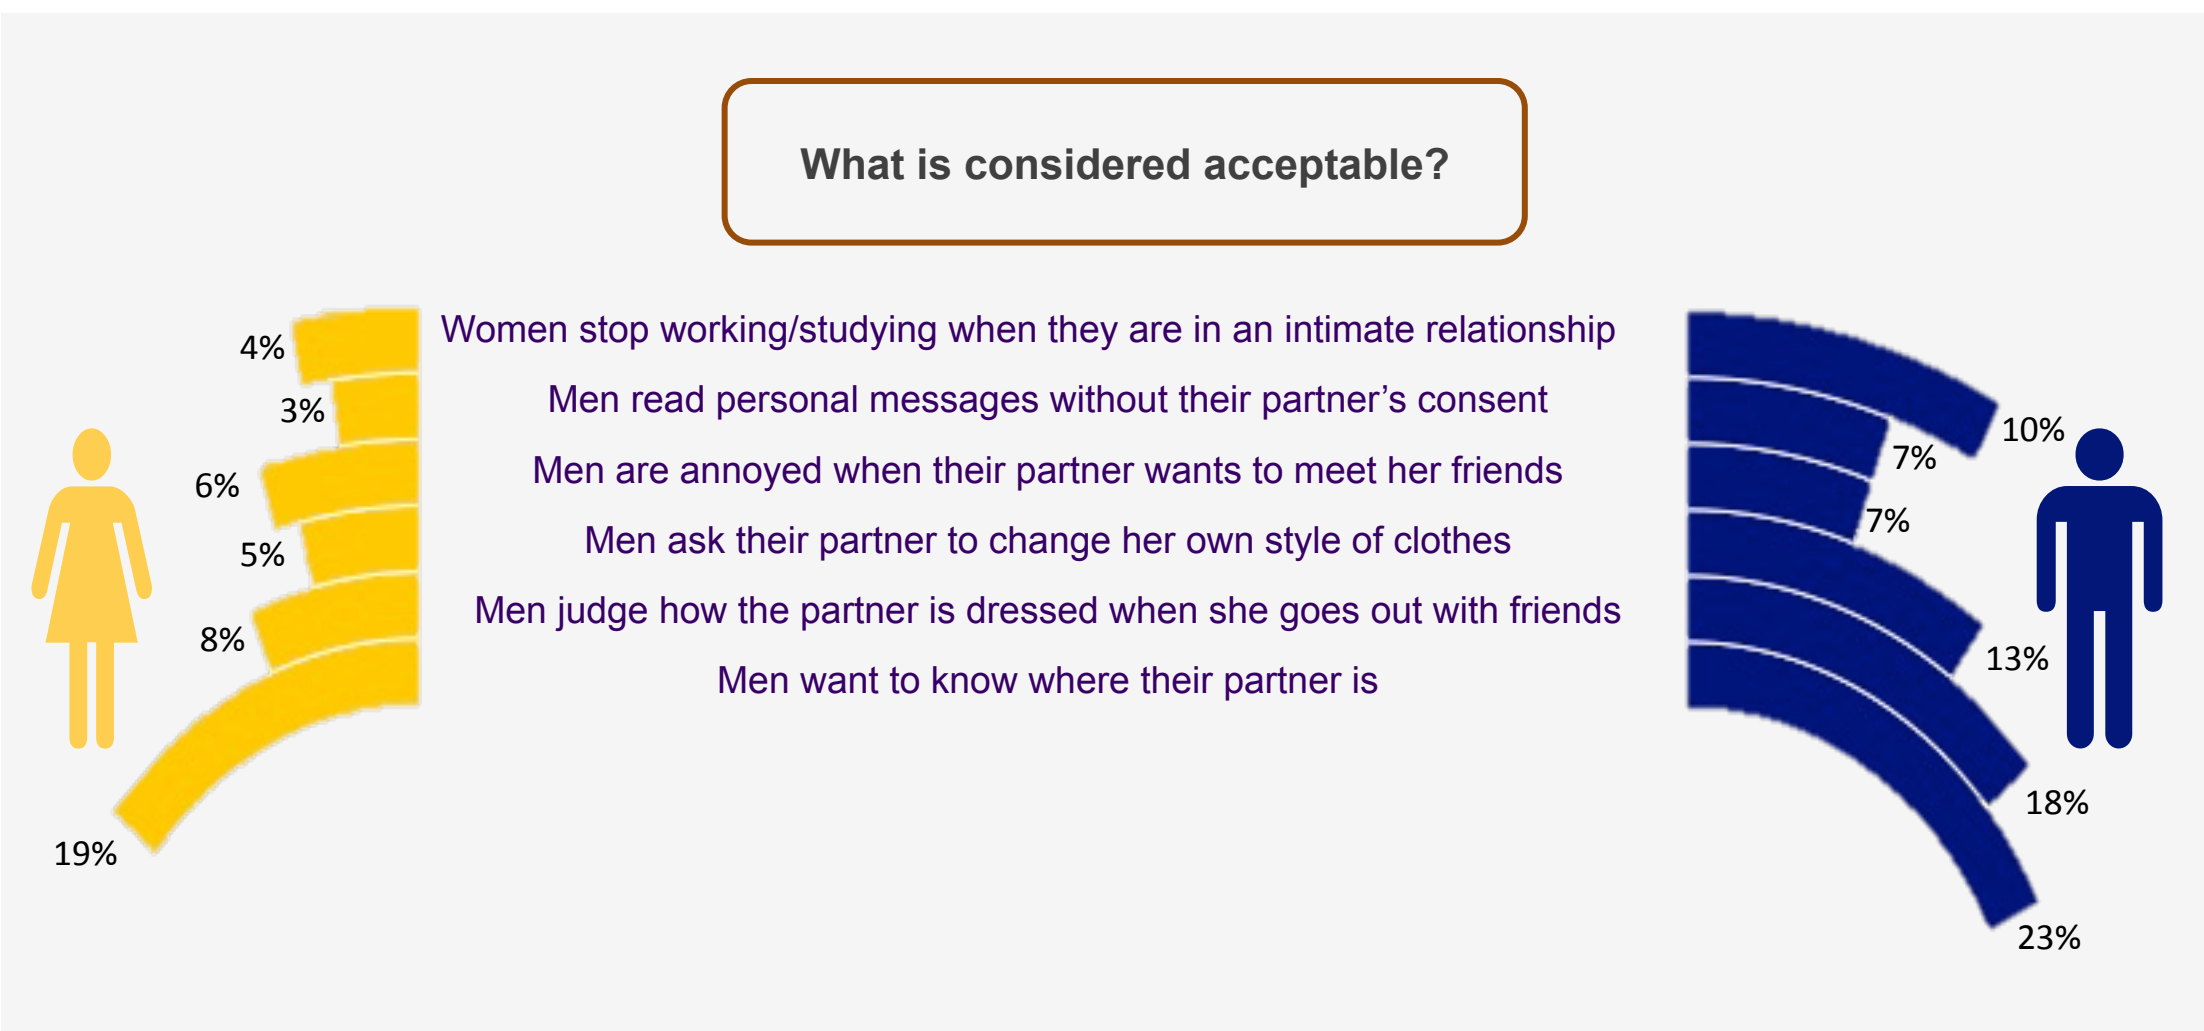 What is considered acceptable?
4% Women stop working/studying when they are in an intimate relationship 10%
3% Men read personal messages without their partner’s consent 7%
6% Men are annoyed when their partner wants to meet her friends 7%
5% Men ask their partner to change her own style of clothes 13%
8% Men judge how the partner is dressed when she goes out with friends 18%
19% Men want to know where their partner is 23%